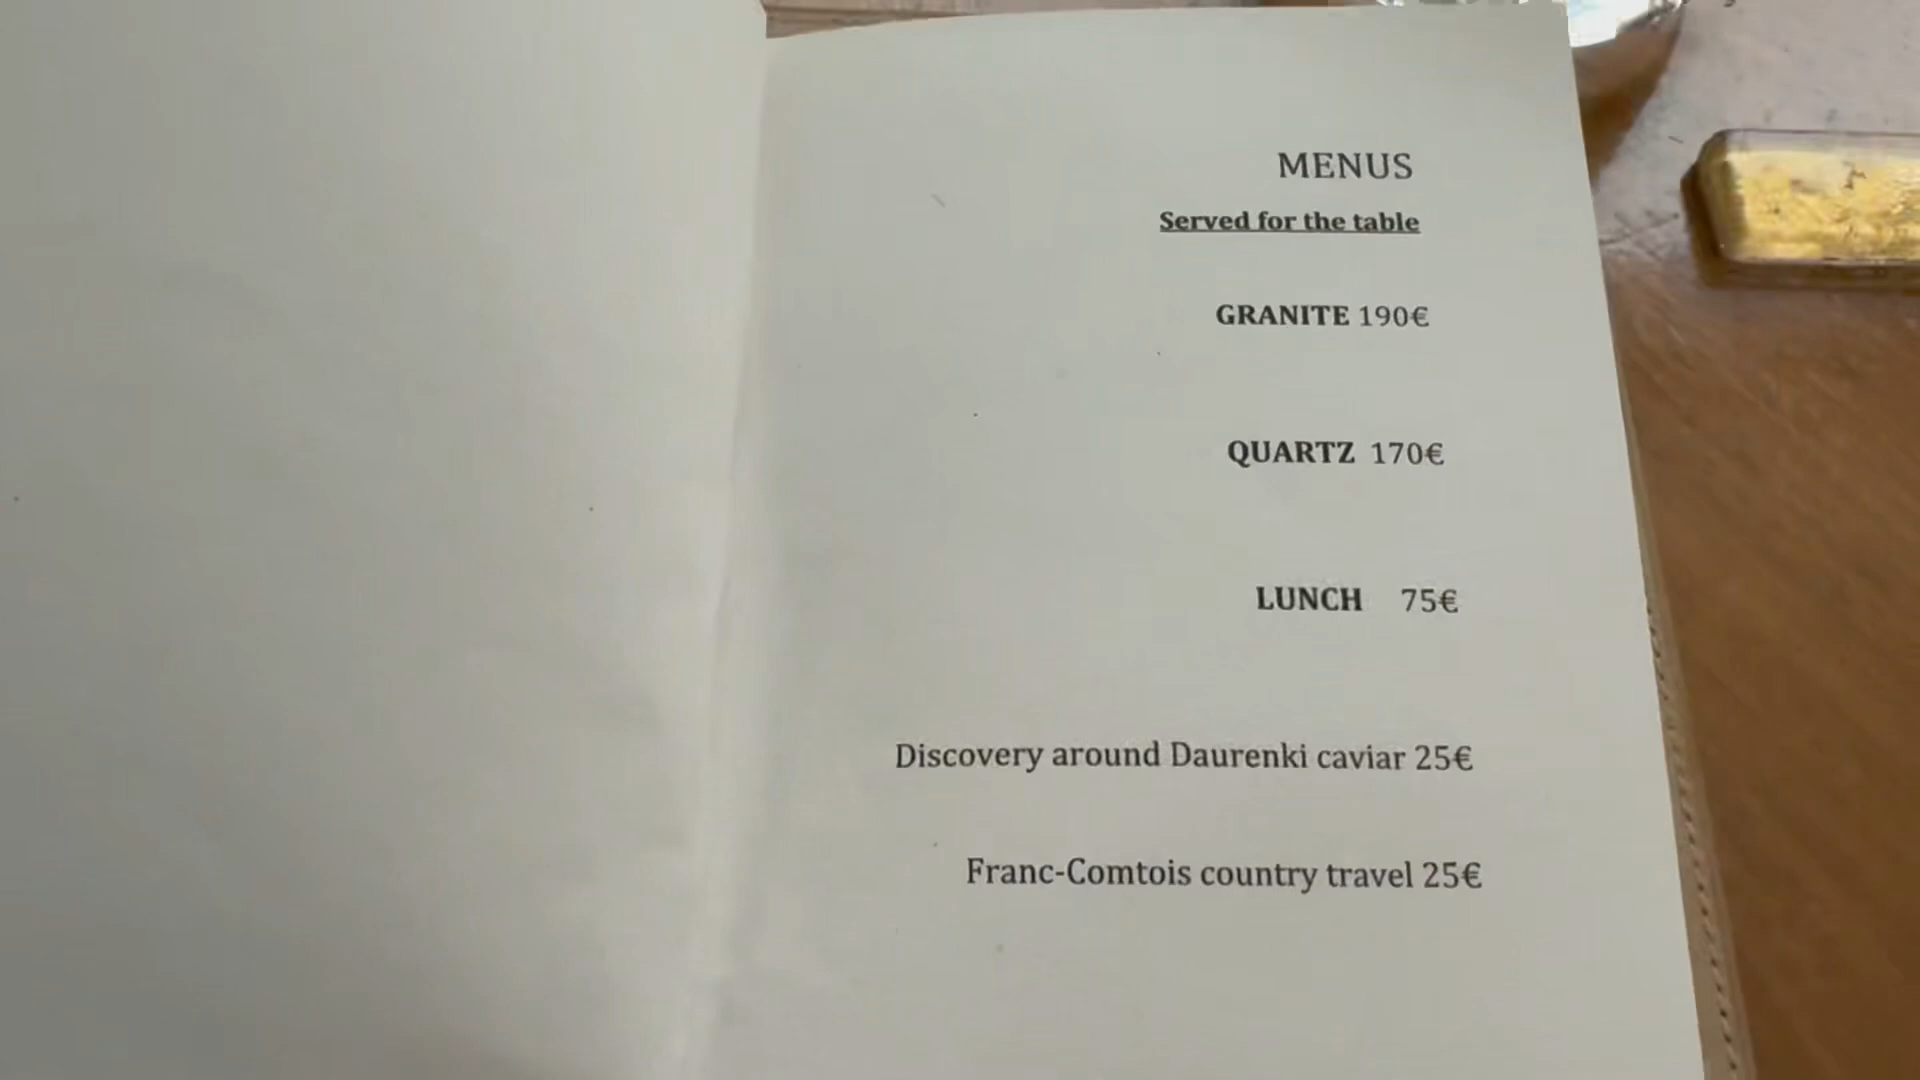 MENUS
Served for the table
GRANITE 190€
QUARTZ 170€
LUNCH 75€
Discovery around Daurenki caviar 25€
Franc-Comtois country travel 25€